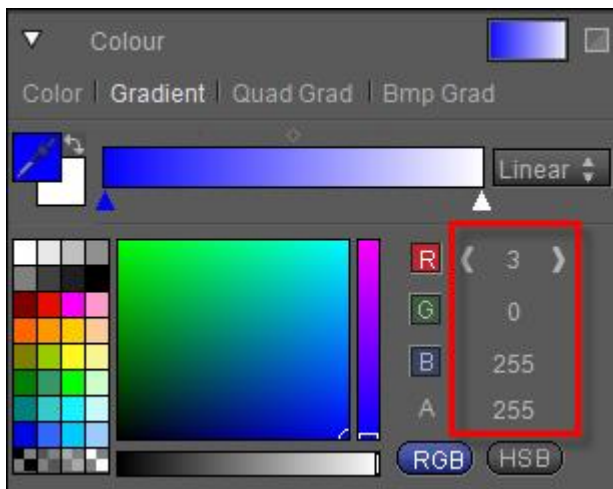 Colour
Color Gradient Quad Grad Bmp Grad
Linear
R 3
G 0
B 255
A 255
RGB HSB